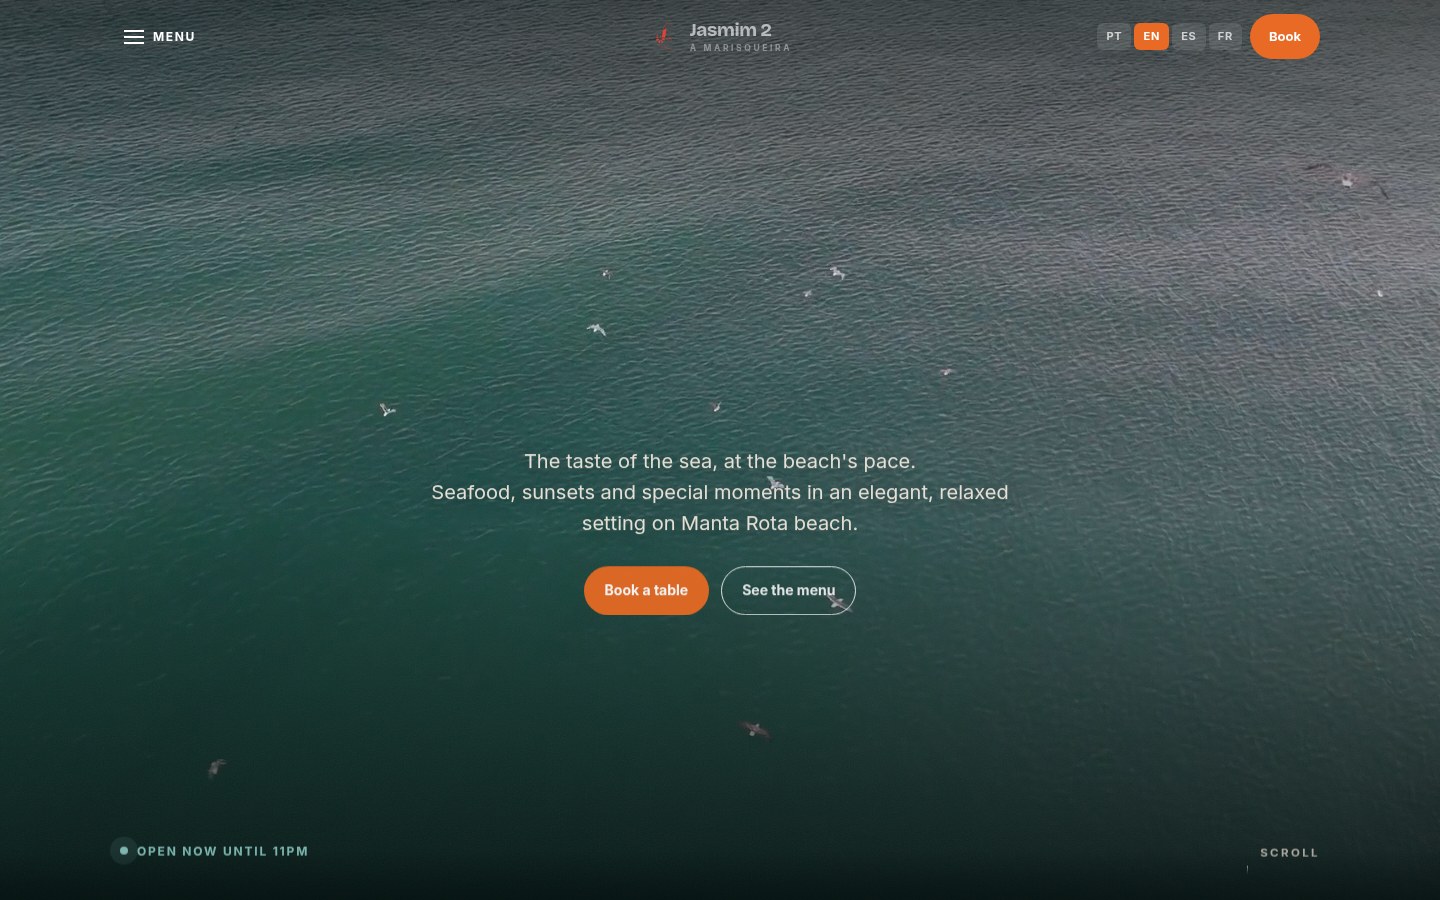 MENU
Jasmim 2
A MARISQUEIRA
PT
EN
ES
FR
Book
The taste of the sea, at the beach's pace.
Seafood, sunsets and special moments in an elegant, relaxed
setting on Manta Rota beach.
Book a table
See the menu
OPEN NOW UNTIL 11PM
SCROLL